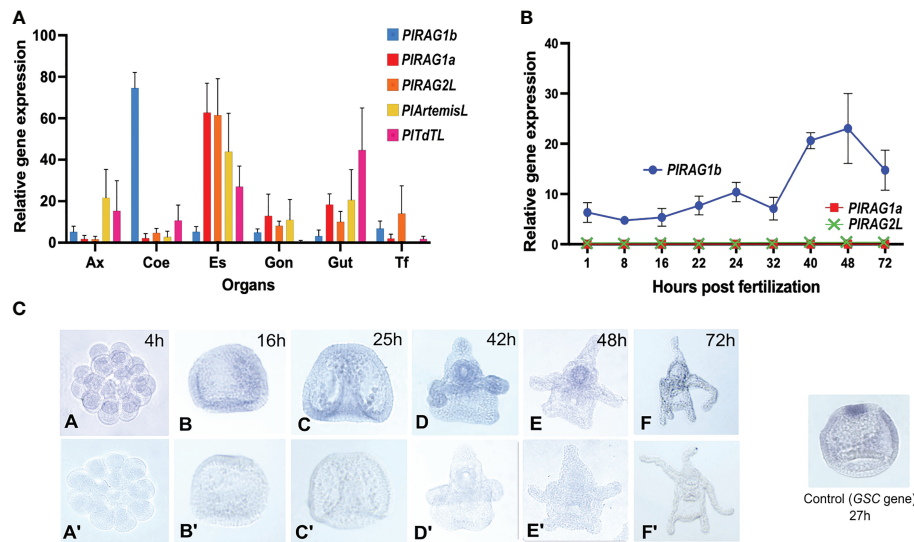 A
Relative gene expression
100
80
60
40
20
0
PlRAG1b
PlRAG1a
PlRAG2L
PlArtemisL
PlTdTL
Ax Coe Es Gon Gut Tf
Organs
B
Relative gene expression
40
30
20
10
0
PlRAG1b
PlRAG1a
PlRAG2L
1 8 16 22 24 32 40 48 72
Hours post fertilization
C
4h 16h 25h 42h 48h 72h
A B C D E F
A' B' C' D' E' F'
Control (GSC gene)
27h